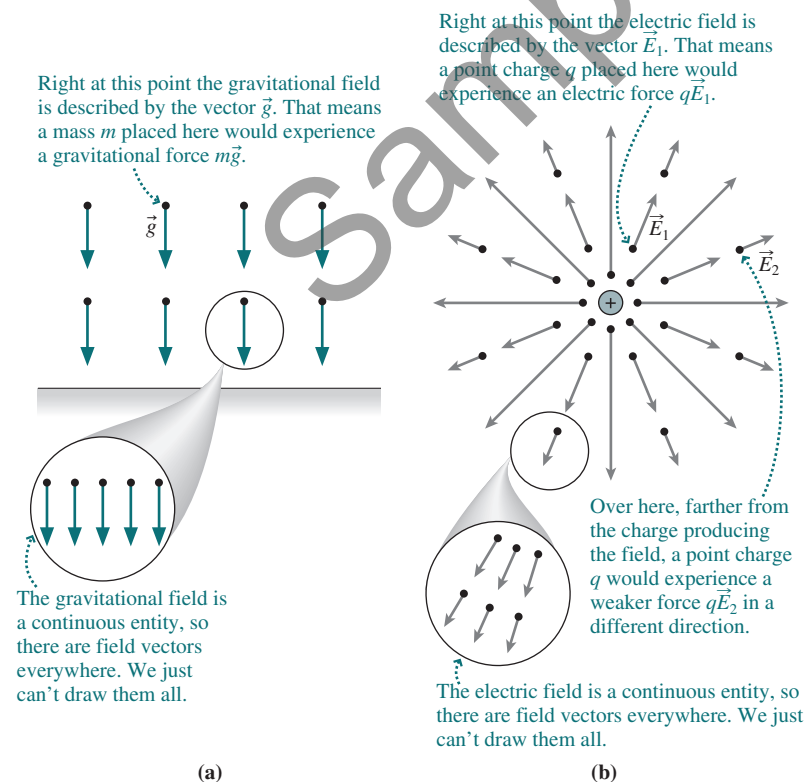 Right at this point the gravitational field
is described by the vector g⃗. That means
a mass m placed here would experience
a gravitational force mg⃗.
g⃗
The gravitational field is
a continuous entity, so
there are field vectors
everywhere. We just
can’t draw them all.
(a)
Right at this point the electric field is
described by the vector E⃗₁. That means
a point charge q placed here would
experience an electric force qE⃗₁.
E⃗₁
E⃗₂
+
Over here, farther from
the charge producing
the field, a point charge
q would experience a
weaker force qE⃗₂ in a
different direction.
The electric field is a continuous entity, so
there are field vectors everywhere. We just
can’t draw them all.
(b)